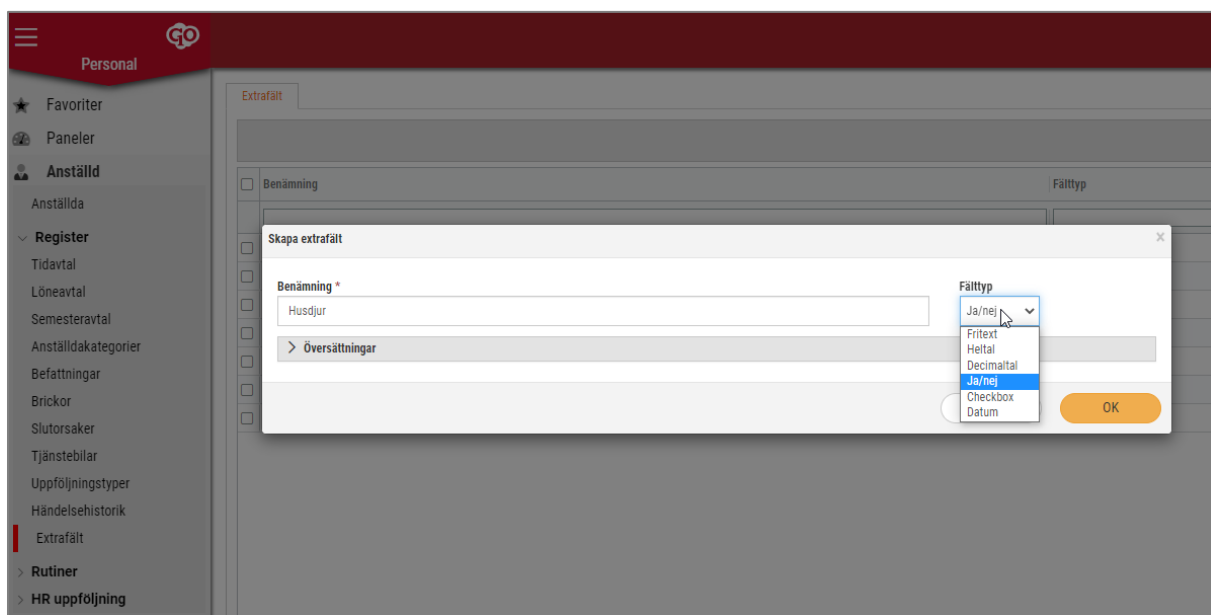 GO
Personal
Favoriter
Paneler
Anställd
Anställda
Register
Tidavtal
Löneavtal
Semesteravtal
Anställdakategorier
Befattningar
Brickor
Slutorsaker
Tjänstebilar
Uppföljningstyper
Händelsehistorik
Extrafält
Rutiner
HR uppföljning
Extrafält
Benämning Fälttyp
Skapa extrafält x
Benämning * Fälttyp
Husdjur Ja/nej
Översättningar
Fritext
Heltal
Decimaltal
Ja/nej
Checkbox
Datum
OK